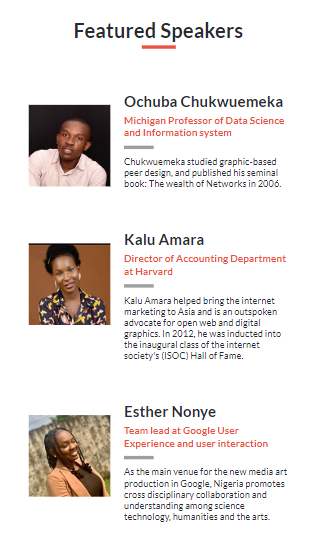 Featured Speakers
Ochuba Chukwuemeka
Michigan Professor of Data Science
and Information system
Chukwuemeka studied graphic-based
peer design, and published his seminal
book: The wealth of Networks in 2006.
Kalu Amara
Director of Accounting Department
at Harvard
Kalu Amara helped bring the internet
marketing to Asia and is an outspoken
advocate for open web and digital
graphics. In 2012, he was inducted into
the inaugural class of the internet
society's (ISOC) Hall of Fame.
Esther Nonye
Team lead at Google User
Experience and user interaction
As the main venue for the new media art
production in Google, Nigeria promotes
cross disciplinary collaboration and
understanding among science
technology, humanities and the arts.